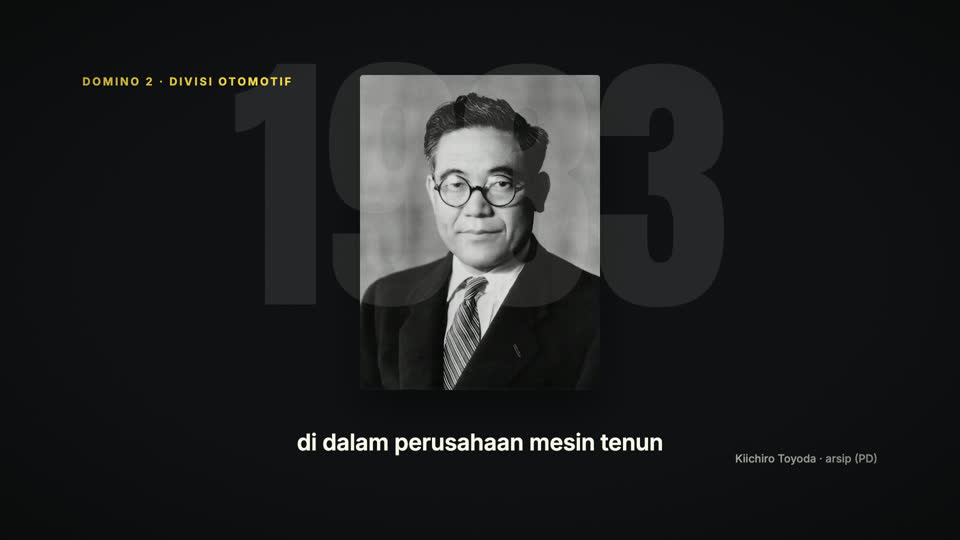 DOMINO 2 · DIVISI OTOMOTIF
1933
di dalam perusahaan mesin tenun
Kiichiro Toyoda · arsip (PD)